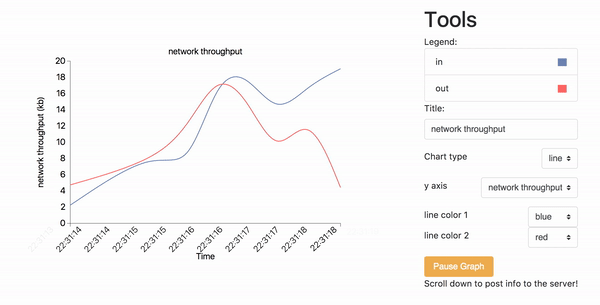 Tools
Legend:
in
out
Title:
network throughput
Chart type
line
y axis
network throughput
line color 1
blue
line color 2
red
Pause Graph
Scroll down to post info to the server!
network throughput
network throughput (kb)
20
18
16
14
12
10
8
6
4
2
0
22:31:14
22:31:14
22:31:15
22:31:15
22:31:16
22:31:16
22:31:17
22:31:17
22:31:18
22:31:18
Time